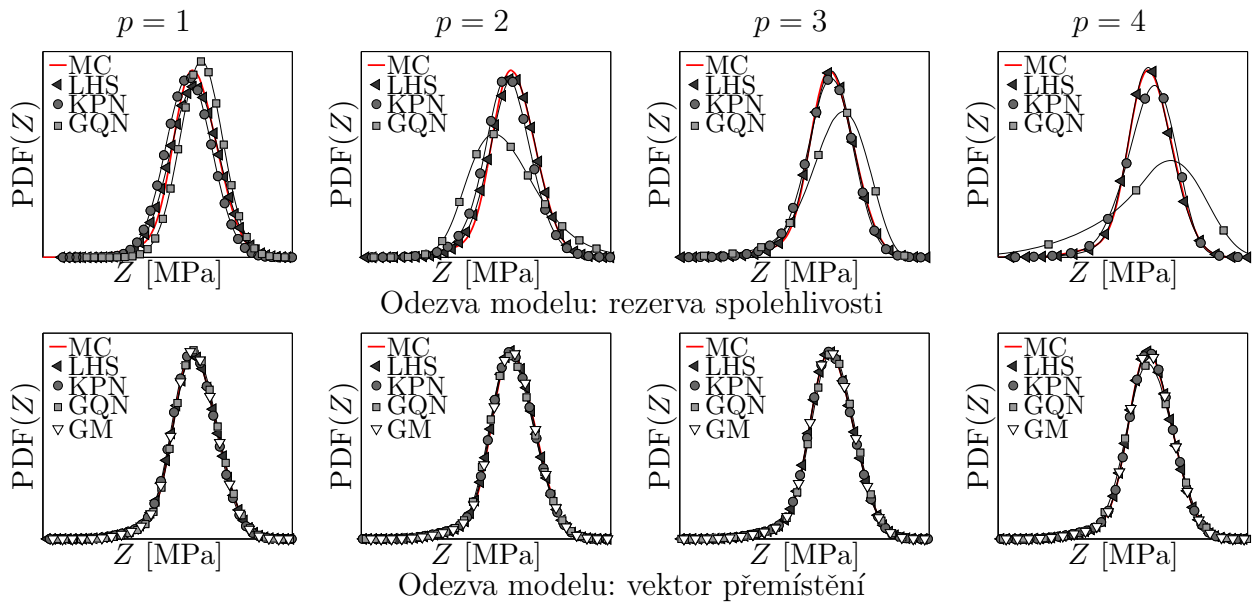 p = 1
p = 2
p = 3
p = 4
PDF(Z)
MC
LHS
KPN
GQN
Z [MPa]
PDF(Z)
MC
LHS
KPN
GQN
Z [MPa]
PDF(Z)
MC
LHS
KPN
GQN
Z [MPa]
PDF(Z)
MC
LHS
KPN
GQN
Z [MPa]
Odezva modelu: rezerva spolehlivosti
PDF(Z)
MC
LHS
KPN
GQN
GM
Z [MPa]
PDF(Z)
MC
LHS
KPN
GQN
GM
Z [MPa]
PDF(Z)
MC
LHS
KPN
GQN
GM
Z [MPa]
PDF(Z)
MC
LHS
KPN
GQN
GM
Z [MPa]
Odezva modelu: vektor přemístění